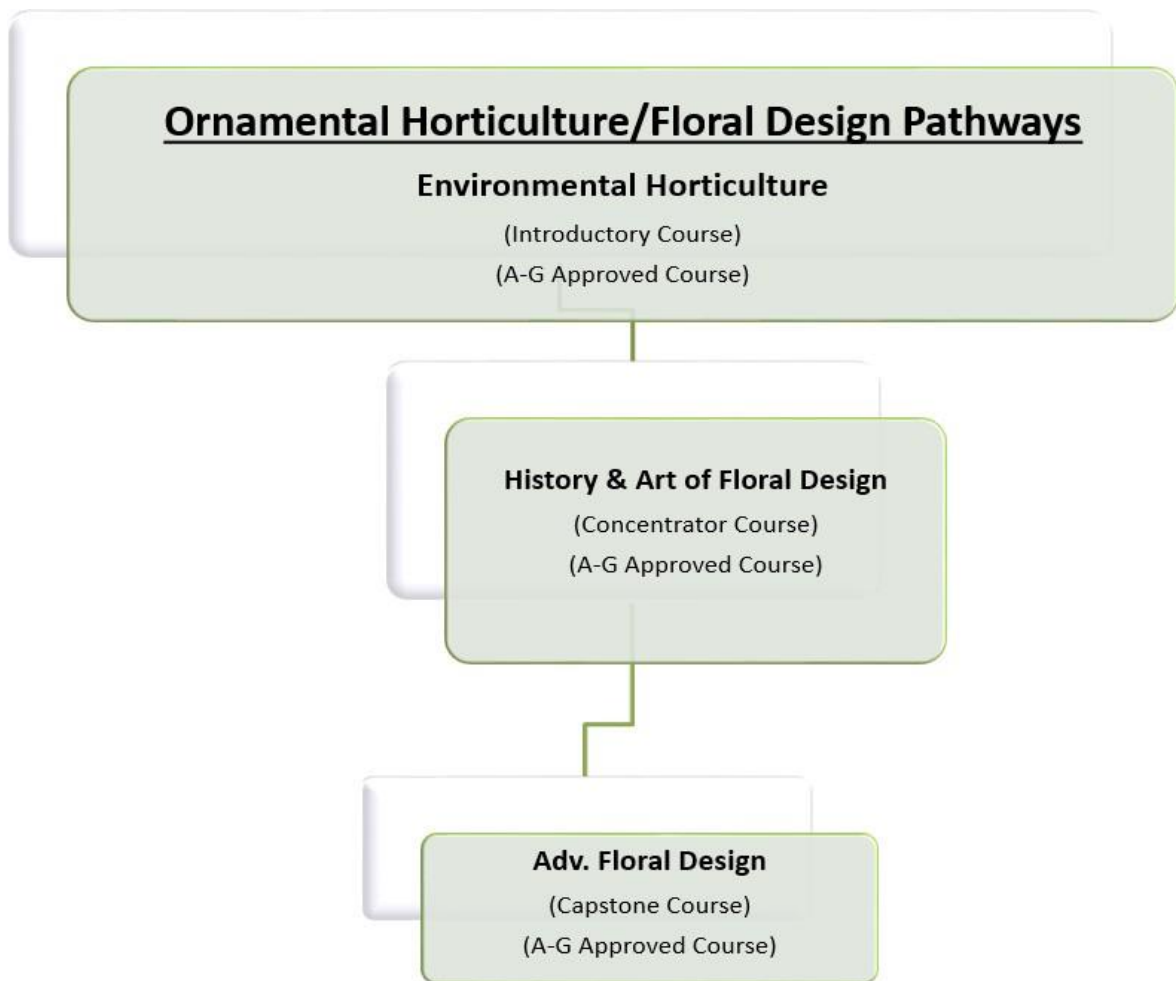 Ornamental Horticulture/Floral Design Pathways
Environmental Horticulture
(Introductory Course)
(A-G Approved Course)
History & Art of Floral Design
(Concentrator Course)
(A-G Approved Course)
Adv. Floral Design
(Capstone Course)
(A-G Approved Course)